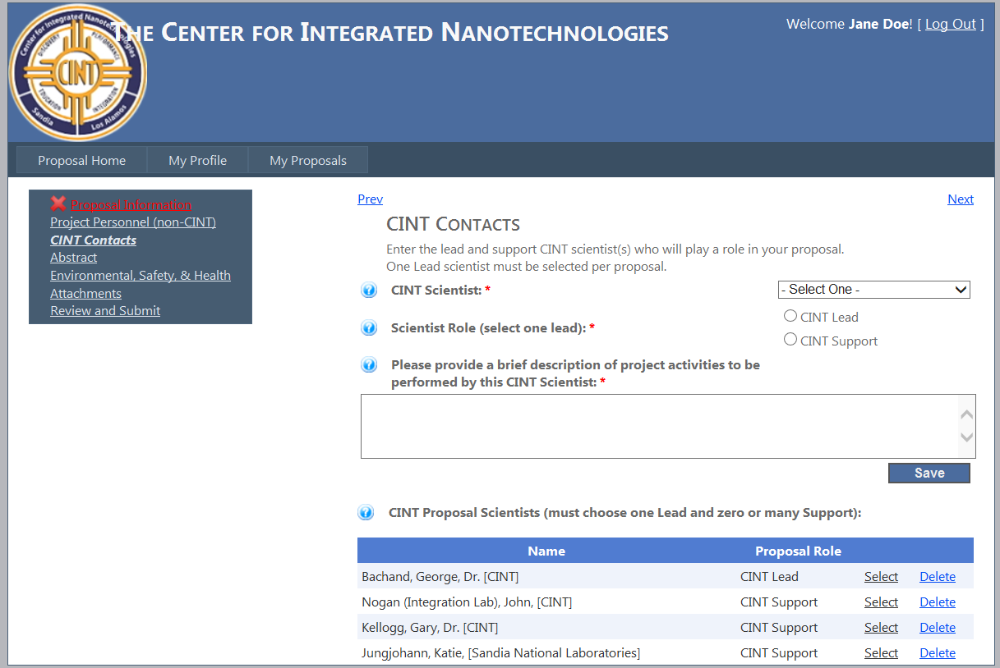 Center for Integrated Nanotechnologies
DISCOVERY
CINT
EDUCATION
INTEGRATION
Sandia
Los Alamos
THE CENTER FOR INTEGRATED NANOTECHNOLOGIES
Welcome Jane Doe! [ Log Out ]
Proposal Home My Profile My Proposals
Proposal Information
Project Personnel (non-CINT)
CINT Contacts
Abstract
Environmental, Safety, & Health
Attachments
Review and Submit
Prev Next
CINT CONTACTS
Enter the lead and support CINT scientist(s) who will play a role in your proposal.
One Lead scientist must be selected per proposal.
CINT Scientist: * - Select One -
CINT Lead
Scientist Role (select one lead): *
CINT Support
Please provide a brief description of project activities to be
performed by this CINT Scientist: *
Save
CINT Proposal Scientists (must choose one Lead and zero or many Support):
Name Proposal Role
Bachand, George, Dr. [CINT] CINT Lead Select Delete
Nogan (Integration Lab), John, [CINT] CINT Support Select Delete
Kellogg, Gary, Dr. [CINT] CINT Support Select Delete
Jungjohann, Katie, [Sandia National Laboratories] CINT Support Select Delete